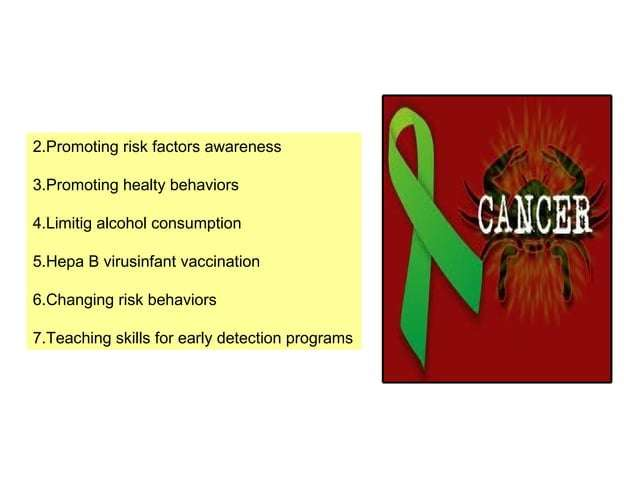 2.Promoting risk factors awareness
3.Promoting healty behaviors
4.Limitig alcohol consumption
5.Hepa B virusinfant vaccination
6.Changing risk behaviors
7.Teaching skills for early detection programs
CANCER